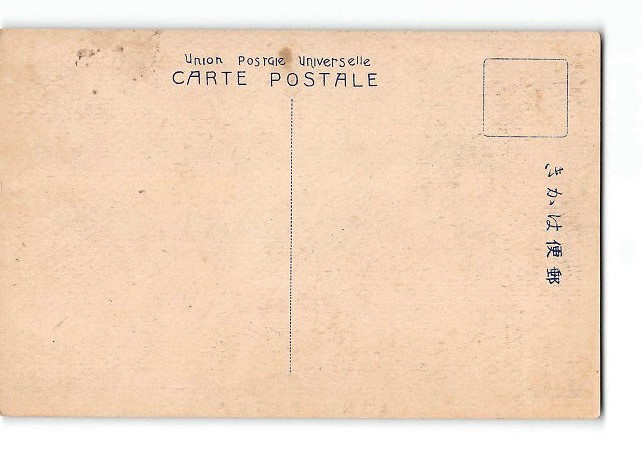 Union Postale Universelle
CARTE POSTALE
きかは便郵